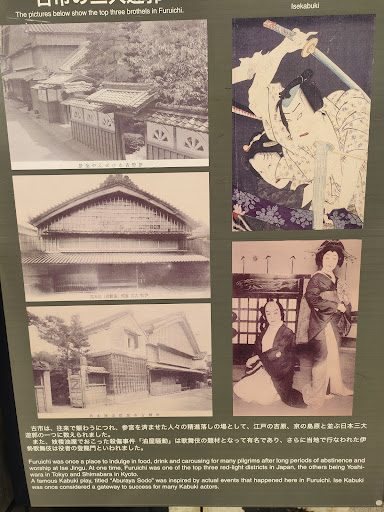 古市の三大遊郭
The pictures below show the top three brothels in Furuichi.
Isekabuki
古市は、往来で賑わうにつれ、参宮を済ませた人々の精進落しの場として、江戸の吉原、京の島原と並ぶ日本三大
遊郭の一つに数えられました。
また、妓楼油屋でおこった殺傷事件「油屋騒動」は歌舞伎の題材となって有名であり、さらに当地で行なわれた伊
勢歌舞伎は役者の登龍門といわれました。
Furuichi was once a place to indulge in food, drink and carousing for many pilgrims after long periods of abstinence and
worship at Ise Jingu. At one time, Furuichi was one of the top three red-light districts in Japan, the others being Yoshi-
wara in Tokyo and Shimabara in Kyoto.
A famous Kabuki play, titled "Aburaya Sodo" was inspired by actual events that happened here in Furuichi. Ise Kabuki
was once considered a gateway to success for many Kabuki actors.